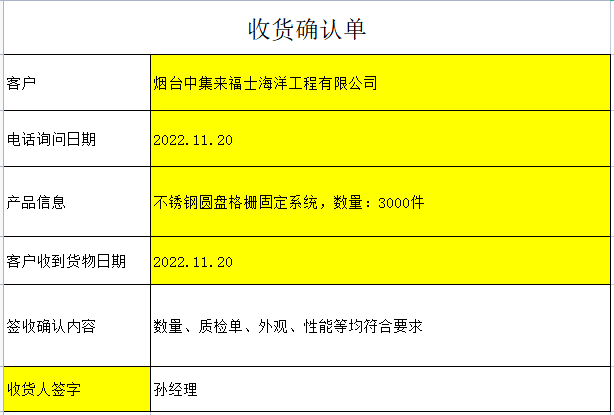 收货确认单
客户 烟台中集来福士海洋工程有限公司
电话询问日期 2022.11.20
产品信息 不锈钢圆盘格栅固定系统，数量：3000件
客户收到货物日期 2022.11.20
签收确认内容 数量、质检单、外观、性能等均符合要求
收货人签字 孙经理